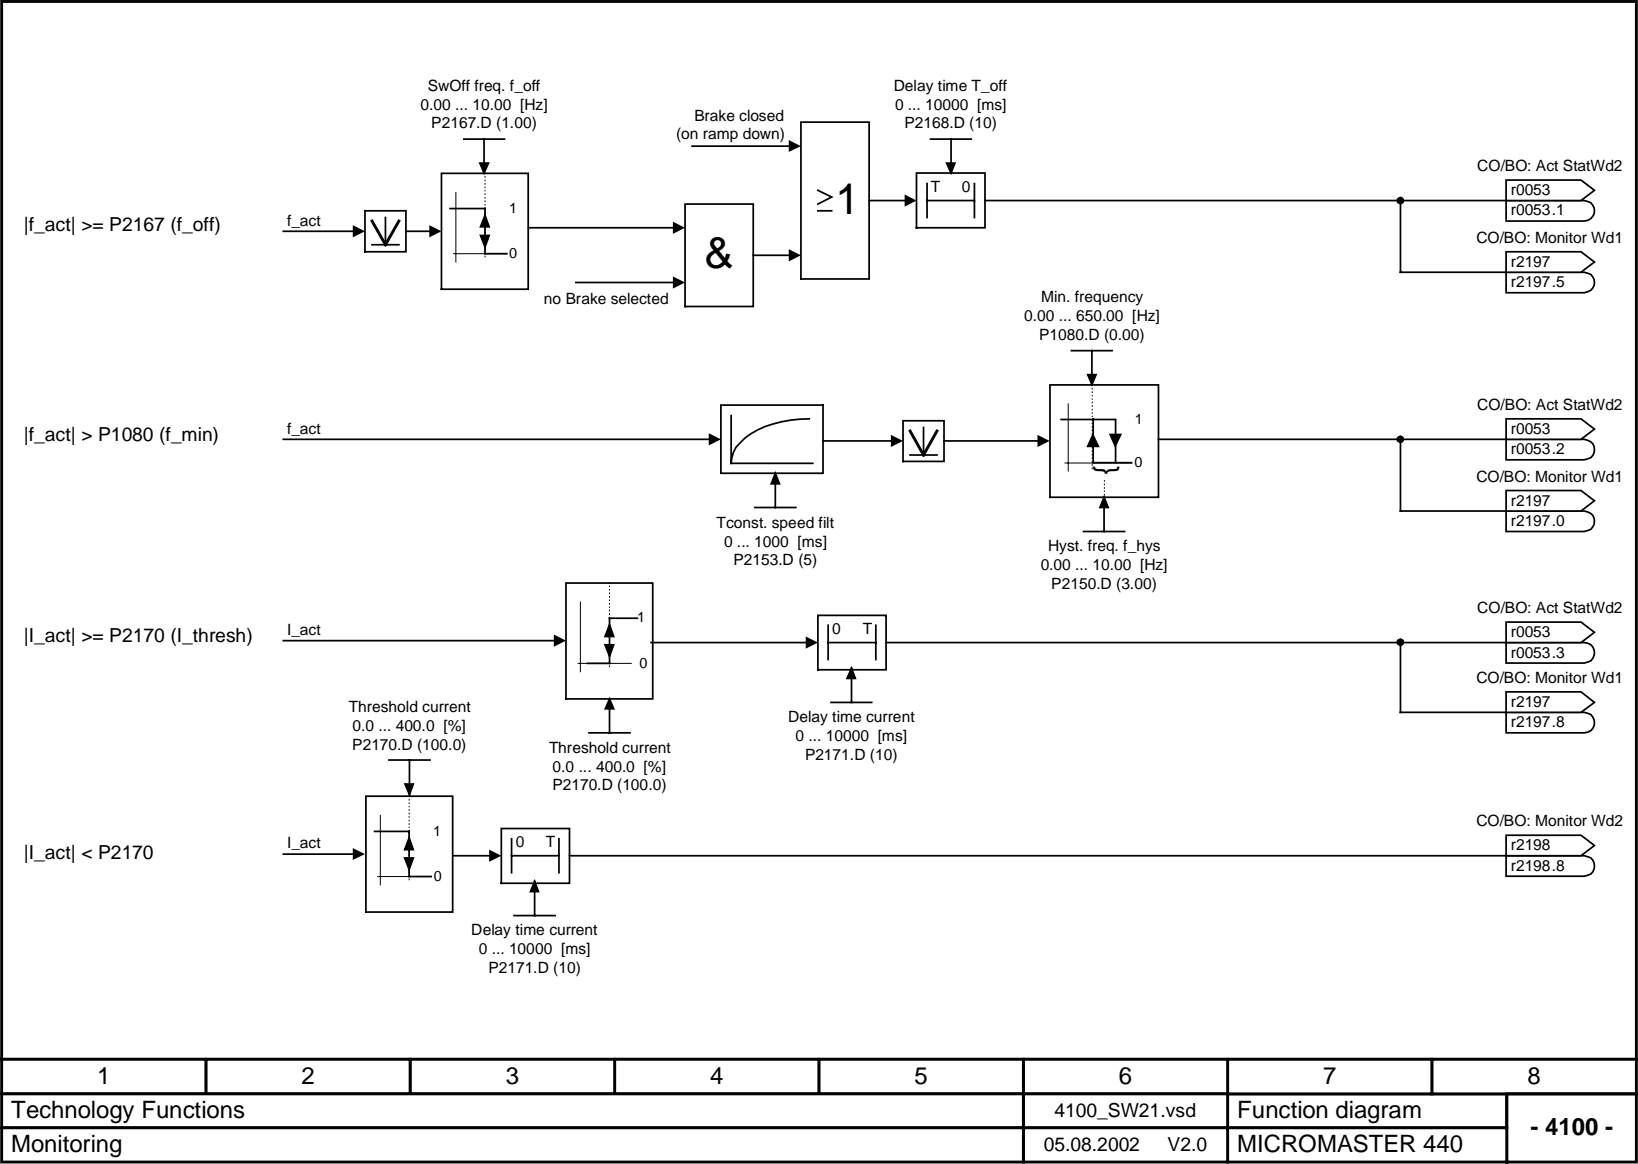 SwOff freq. f_off
0.00 ... 10.00 [Hz]
P2167.D (1.00)
Brake closed
(on ramp down)
Delay time T_off
0 ... 10000 [ms]
P2168.D (10)
|f_act| >= P2167 (f_off)
f_act
1
0
&
no Brake selected
≥1
T 0
CO/BO: Act StatWd2
r0053
r0053.1
CO/BO: Monitor Wd1
r2197
r2197.5
Min. frequency
0.00 ... 650.00 [Hz]
P1080.D (0.00)
|f_act| > P1080 (f_min)
f_act
Tconst. speed filt
0 ... 1000 [ms]
P2153.D (5)
1
0
Hyst. freq. f_hys
0.00 ... 10.00 [Hz]
P2150.D (3.00)
CO/BO: Act StatWd2
r0053
r0053.2
CO/BO: Monitor Wd1
r2197
r2197.0
|I_act| >= P2170 (I_thresh)
I_act
1
0
Threshold current
0.0 ... 400.0 [%]
P2170.D (100.0)
0 T
Delay time current
0 ... 10000 [ms]
P2171.D (10)
CO/BO: Act StatWd2
r0053
r0053.3
CO/BO: Monitor Wd1
r2197
r2197.8
Threshold current
0.0 ... 400.0 [%]
P2170.D (100.0)
|I_act| < P2170
I_act
1
0
0 T
Delay time current
0 ... 10000 [ms]
P2171.D (10)
CO/BO: Monitor Wd2
r2198
r2198.8
1 2 3 4 5 6 7 8
Technology Functions
4100_SW21.vsd
Function diagram
- 4100 -
Monitoring
05.08.2002 V2.0
MICROMASTER 440